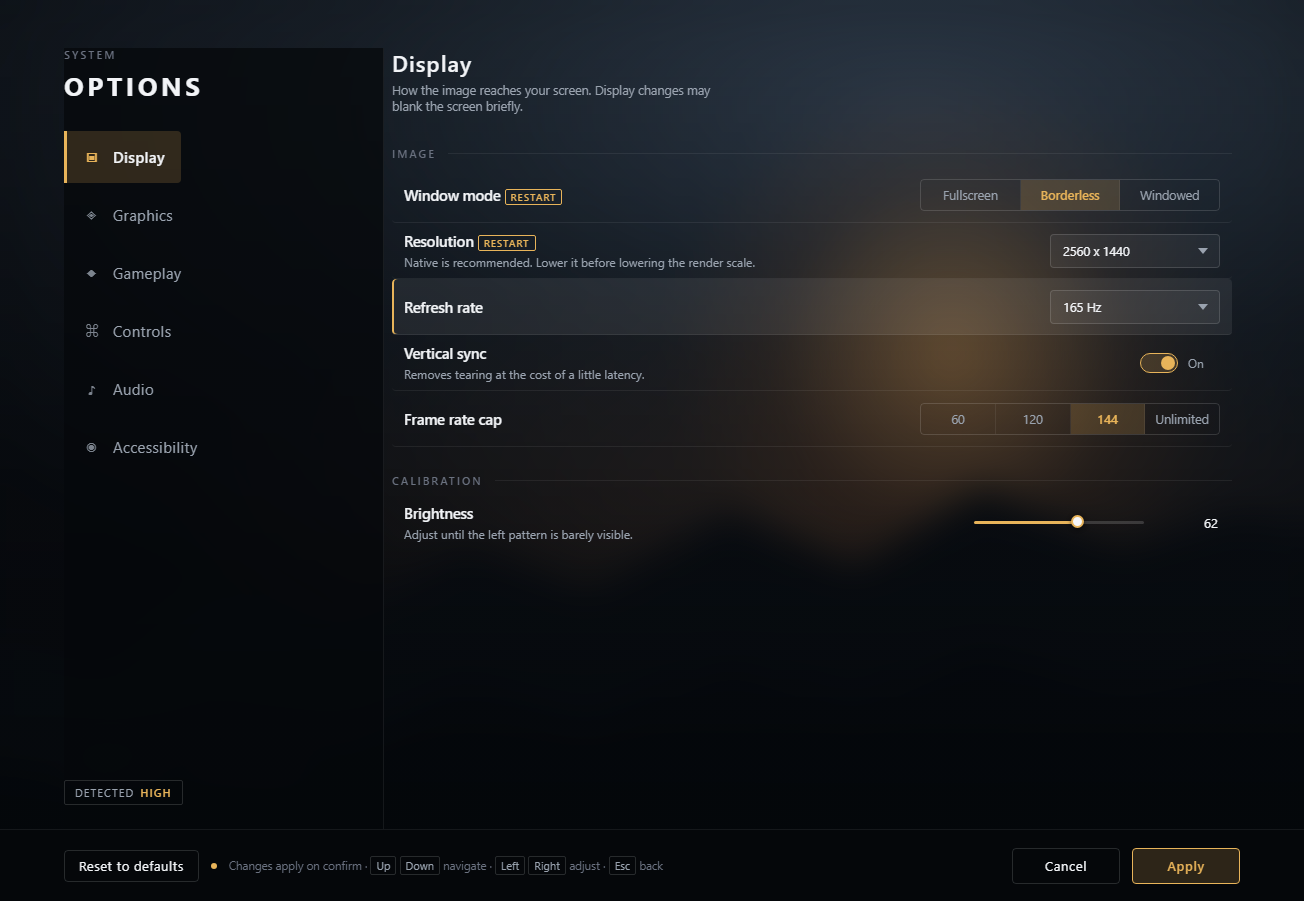 SYSTEM
OPTIONS
Display
Graphics
Gameplay
Controls
Audio
Accessibility
DETECTED HIGH
Display
How the image reaches your screen. Display changes may
blank the screen briefly.
IMAGE
Window mode RESTART
Fullscreen Borderless Windowed
Resolution RESTART
Native is recommended. Lower it before lowering the render scale.
2560 x 1440
Refresh rate
165 Hz
Vertical sync
Removes tearing at the cost of a little latency.
On
Frame rate cap
60 120 144 Unlimited
CALIBRATION
Brightness
Adjust until the left pattern is barely visible.
62
Reset to defaults
Changes apply on confirm · Up Down navigate · Left Right adjust · Esc back
Cancel
Apply